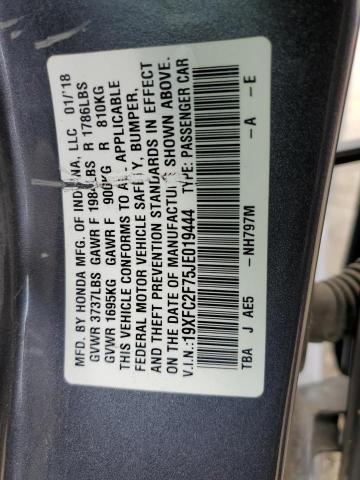 MFD. BY HONDA MFG. OF INDIANA, LLC 01/'18
GVWR 3737LBS GAWR F 1984LBS R 1786LBS
GVWR 1695KG GAWR F 900KG R 810KG
THIS VEHICLE CONFORMS TO ALL APPLICABLE
FEDERAL MOTOR VEHICLE SAFETY, BUMPER,
AND THEFT PREVENTION STANDARDS IN EFFECT
ON THE DATE OF MANUFACTURE SHOWN ABOVE.
V.I.N.:19XFC2F75JE019444 TYPE: PASSENGER CAR
TBA J AE5 -NH797M -A -E